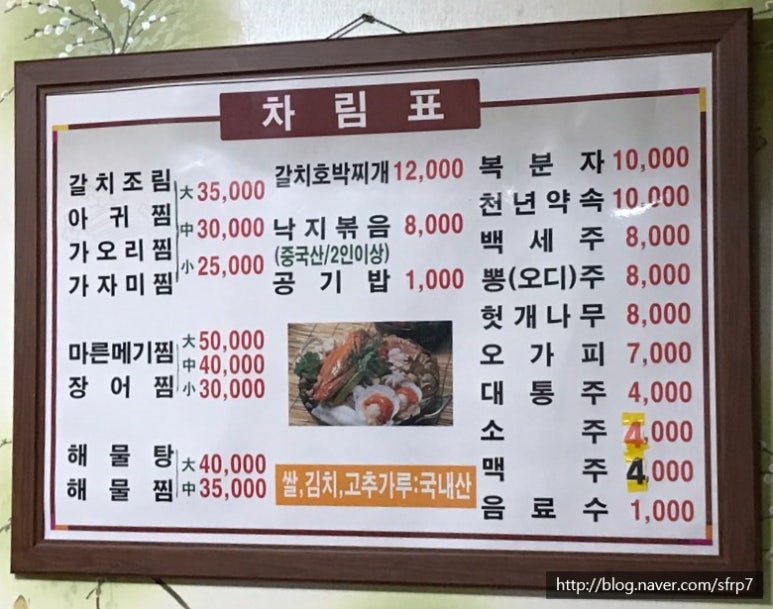 차림표
갈치조림
아귀찜
가오리찜
가자미찜
大 35,000
中 30,000
小 25,000
마른메기찜
장어찜
大 50,000
中 40,000
小 30,000
해물탕
해물찜
大 40,000
中 35,000
갈치호박찌개 12,000
낙지볶음 8,000
(중국산/2인이상)
공기밥 1,000
쌀,김치,고추가루:국내산
복분자 10,000
천년약속 10,000
백세주 8,000
뽕(오디)주 8,000
헛개나무 8,000
오가피 7,000
대통주 4,000
소주 4,000
맥주 4,000
음료수 1,000
http://blog.naver.com/sfrp7